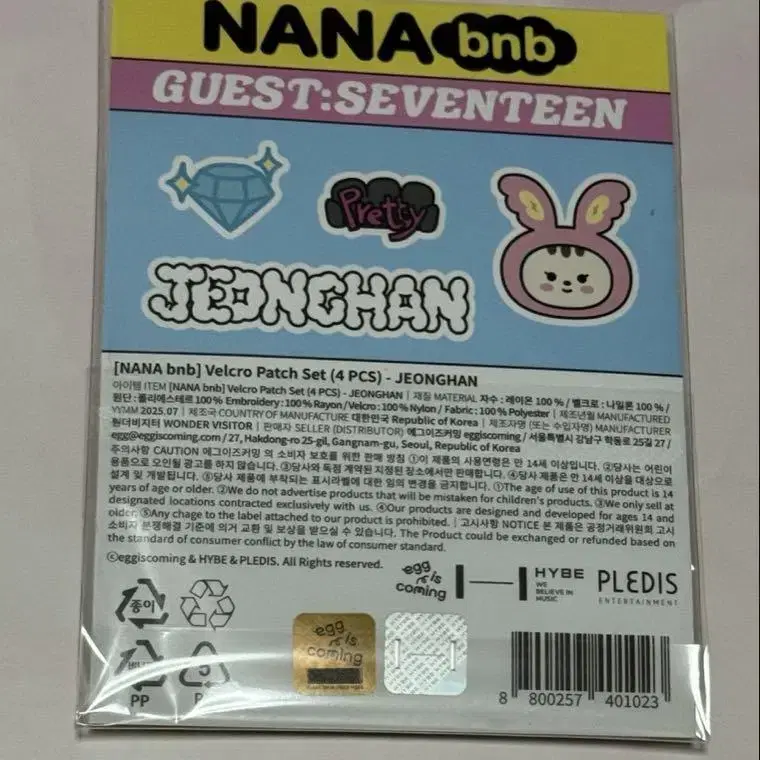 NANA bnb
GUEST:SEVENTEEN
Pretty
JEONGHAN
[NANA bnb] Velcro Patch Set (4 PCS) - JEONGHAN
아이템 ITEM [NANA bnb] Velcro Patch Set (4 PCS) - JEONGHAN | 재질 MATERIAL 자수 : 레이온 100 % / 벨크로 : 나일론 100 % /
원단 : 폴리에스테르 100% Embroidery : 100% Rayon / Velcro : 100% Nylon / Fabric : 100% Polyester | 제조년월 MANUFACTURED
YY.MM 2025.07 | 제조국 COUNTRY OF MANUFACTURE 대한민국 Republic of Korea | 제조자명 (또는 수입자명) MANUFACTURER
원더비지터 WONDER VISITOR | 판매자 SELLER (DISTRIBUTOR) 에그이즈커밍 eggiscoming / 서울특별시 강남구 학동로 25길 27 /
egg@eggiscoming.com / 27, Hakdong-ro 25-gil, Gangnam-gu, Seoul, Republic of Korea
주의사항 CAUTION 에그이즈커밍 의 소비자 보호를 위한 판매 방침 ①이 제품의 사용연령은 만 14세 이상입니다. ②당사는 어린이
용품으로 오인될 광고를 하지 않습니다. ③당사와 독점 계약된 지정된 장소에서만 판매합니다. ④당사 제품은 만 14세 이상을 대상으로
설계 및 개발됩니다. ⑤당사 제품에 부착되는 표시라벨에 대한 임의 변경을 금지합니다. ①The age of use of this product is 14
years of age or older. ②We do not advertise products that will be mistaken for children's products. ③We only sell at
designated locations contracted exclusively with us. ④Our products are designed and developed for ages 14 and
older. ⑤Any chage to label attached to our product is prohibited. | 고시사항 NOTICE 본 제품은 공정거래위원회 고시
소비자 분쟁해결 기준에 의거 교환 및 보상을 받으실 수 있습니다. The Product could be exchanged or refunded based on
the standard of consumer conflict by the law of consumer standard.
©eggiscoming & HYBE & PLEDIS. All Rights reserved.
egg is coming
HYBE
WE BELIEVE IN MUSIC
PLEDIS
ENTERTAINMENT
종이
egg is coming
PP
5
8 800257 401023